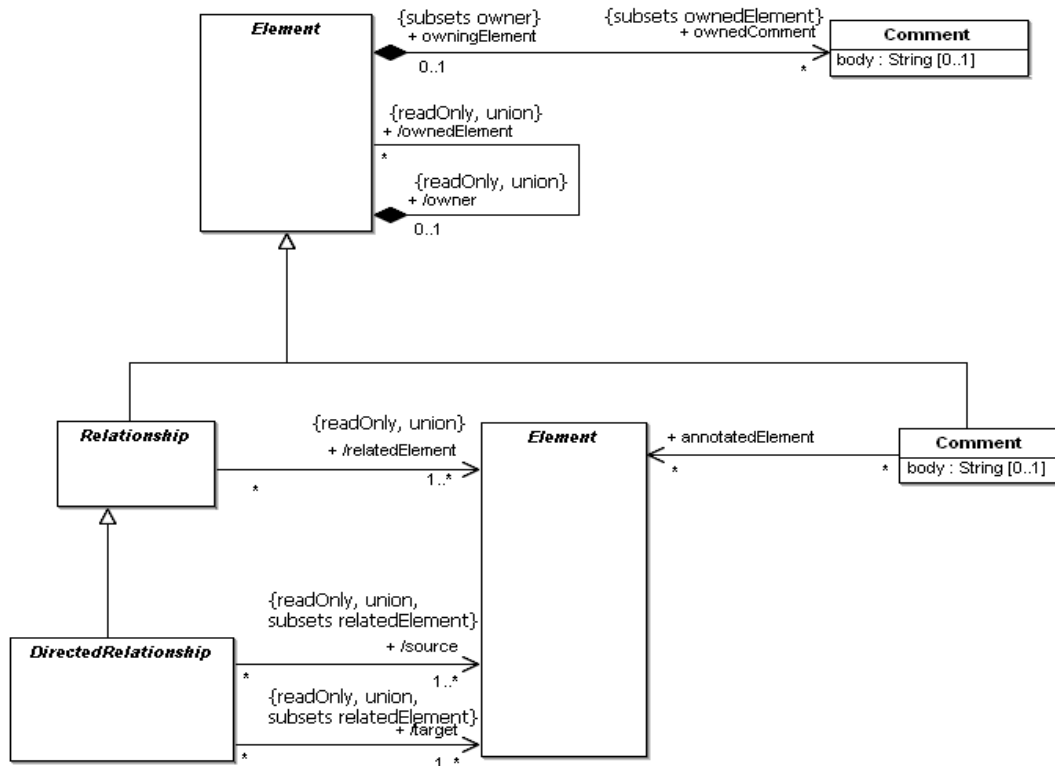 Element
{subsets owner}
+ owningElement
0..1
{subsets ownedElement}
+ ownedComment
*
Comment
body : String [0..1]
{readOnly, union}
+ /ownedElement
*
{readOnly, union}
+ /owner
0..1
Relationship
{readOnly, union}
+ /relatedElement
*
1..*
Element
+ annotatedElement
*
*
Comment
body : String [0..1]
DirectedRelationship
{readOnly, union,
subsets relatedElement}
+ /source
*
1..*
{readOnly, union,
subsets relatedElement}
+ /target
*
1..*